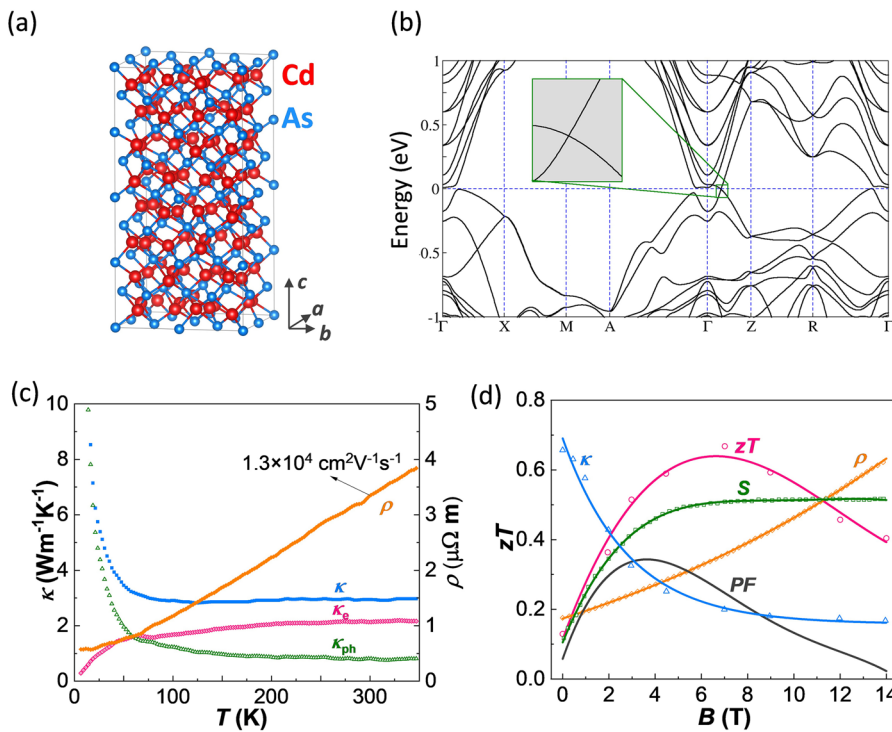 (a)
Cd
As
c
a
b
(b)
Energy (eV)
1
0.5
0
0.5
-1
Γ X M A Γ Z R Γ
(c)
κ (Wm⁻¹K⁻¹)
10
8
6
4
2
0
1.3×10⁴ cm²V⁻¹s⁻¹
ρ
κ
κe
κph
5
4
3
2
1
0
ρ (μΩ m)
0 50 100 150 200 250 300 350
T (K)
(d)
zT
0.8
0.6
0.4
0.2
0.0
κ
zT
ρ
S
PF
0 2 4 6 8 10 12 14
B (T)